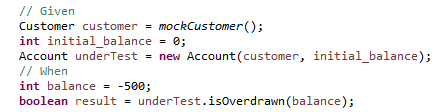 // Given
Customer customer = mockCustomer();
int initial_balance = 0;
Account underTest = new Account(customer, initial_balance);
// When
int balance = -500;
boolean result = underTest.isOverdrawn(balance);